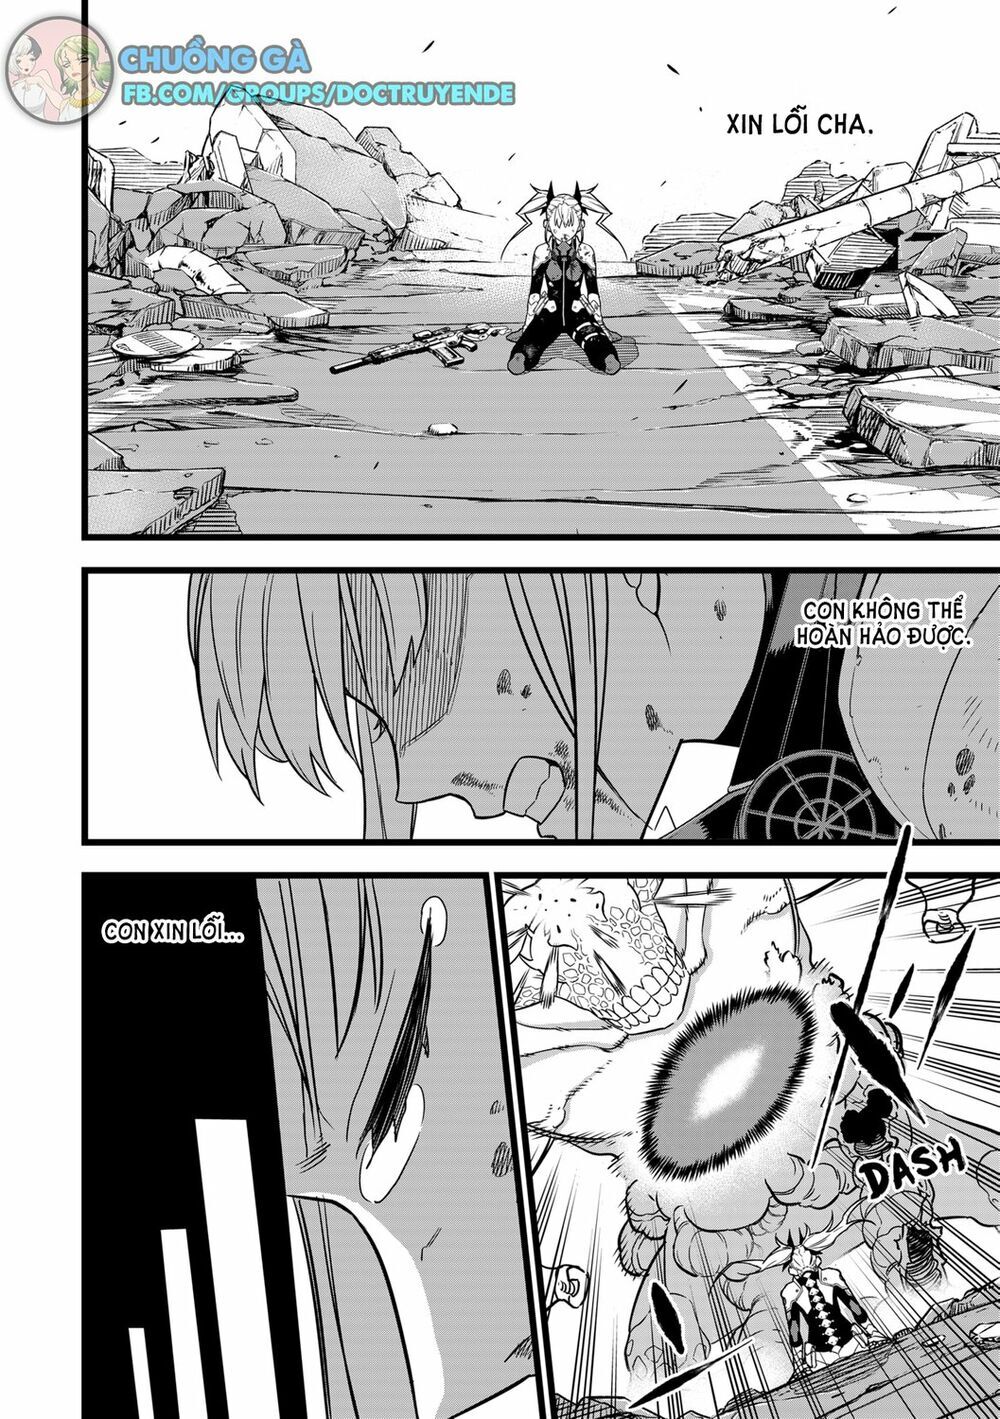 CHUỒNG GÀ
FB.COM/GROUPS/DOCTRUYENDE
XIN LỖI CHA.
CON KHÔNG THỂ
HOÀN HẢO ĐƯỢC.
CON XIN LỖI...
DASH